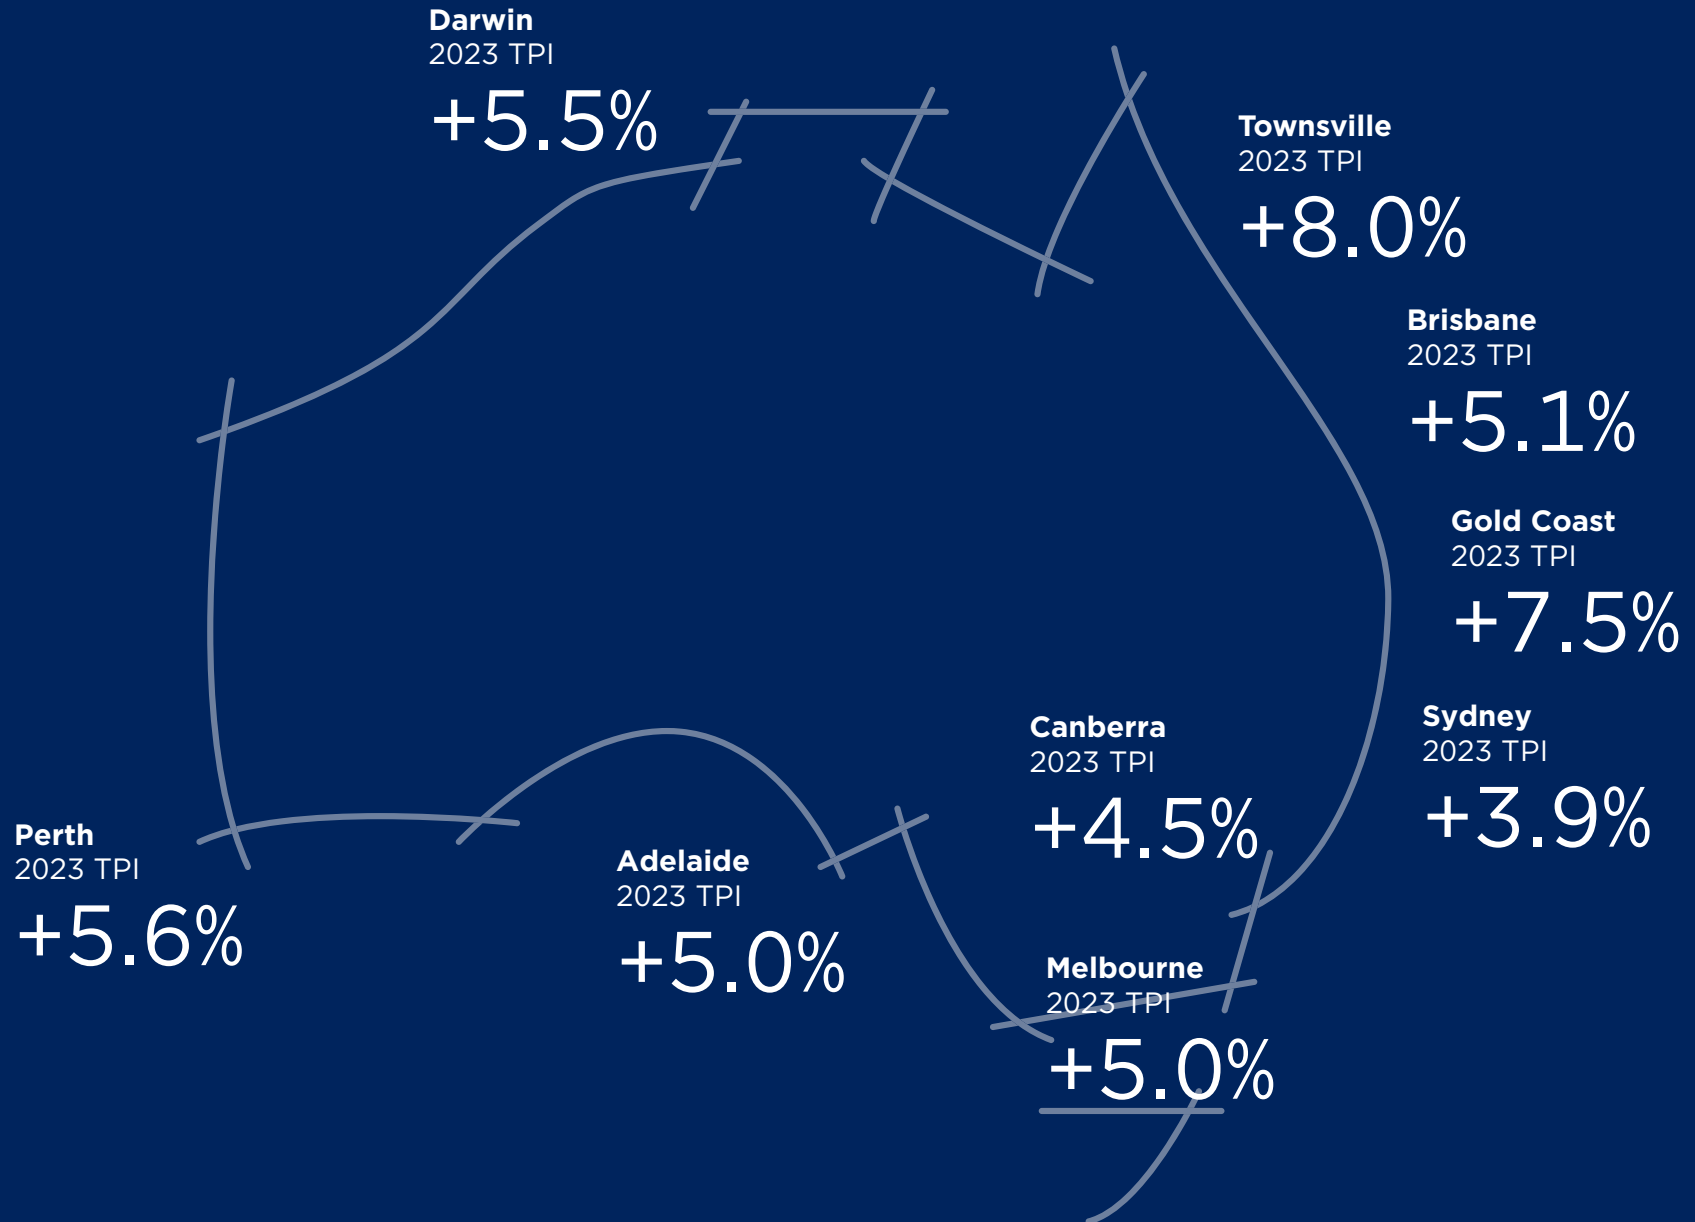 Darwin
2023 TPI
+5.5%
Townsville
2023 TPI
+8.0%
Brisbane
2023 TPI
+5.1%
Gold Coast
2023 TPI
+7.5%
Sydney
2023 TPI
+3.9%
Canberra
2023 TPI
+4.5%
Perth
2023 TPI
+5.6%
Adelaide
2023 TPI
+5.0%
Melbourne
2023 TPI
+5.0%